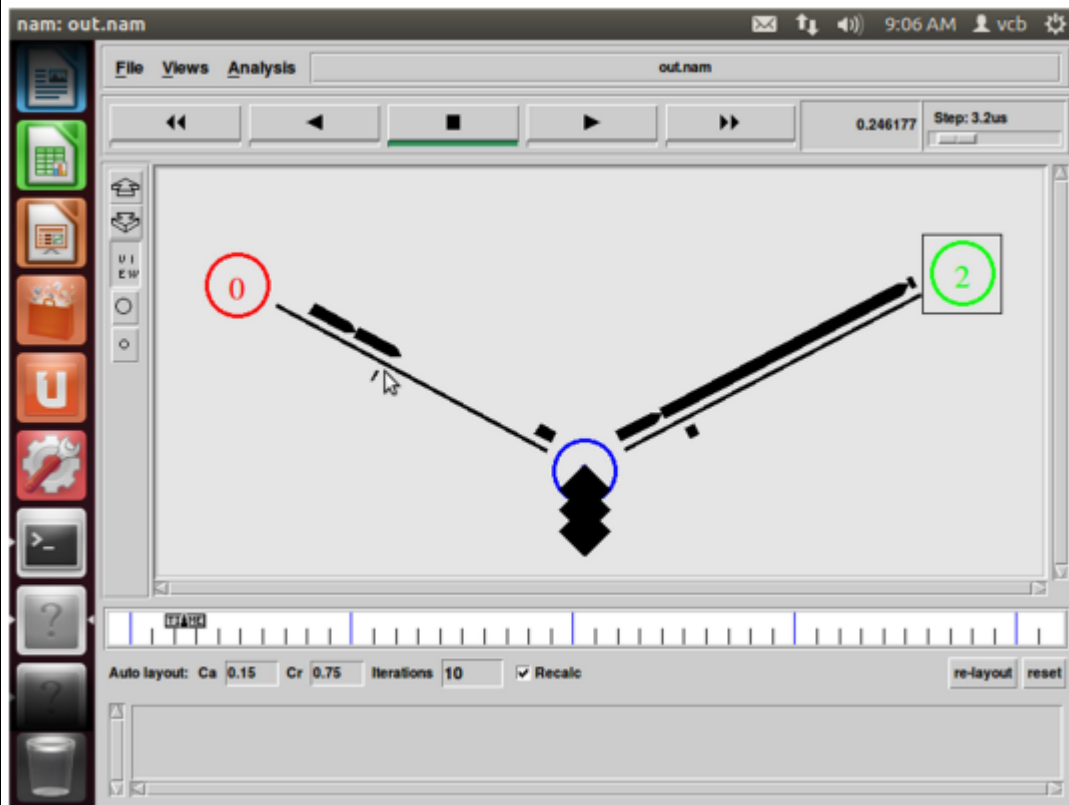 nam: out.nam
9:06 AM vcb
File Views Analysis out.nam
0.246177 Step: 3.2us
V I
E W
0
2
TIME
Auto layout: Ca 0.15 Cr 0.75 Iterations 10 Recalc re-layout reset